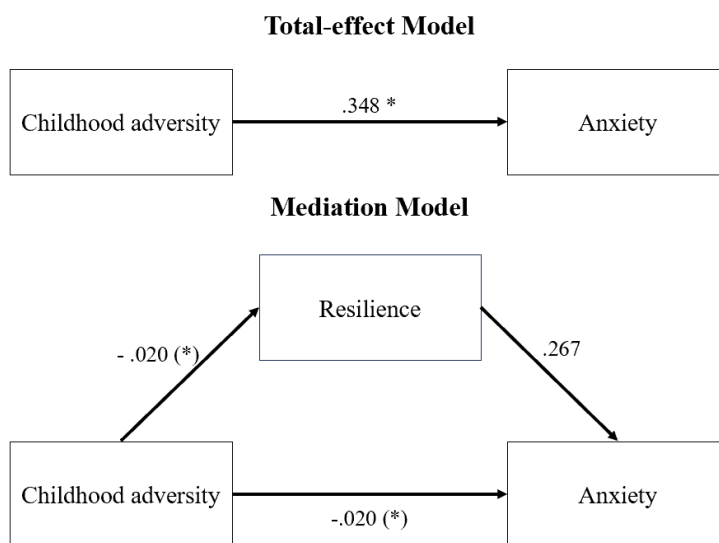 Total-effect Model
Childhood adversity
.348 *
Anxiety
Mediation Model
Resilience
- .020 (*)
.267
Childhood adversity
-.020 (*)
Anxiety